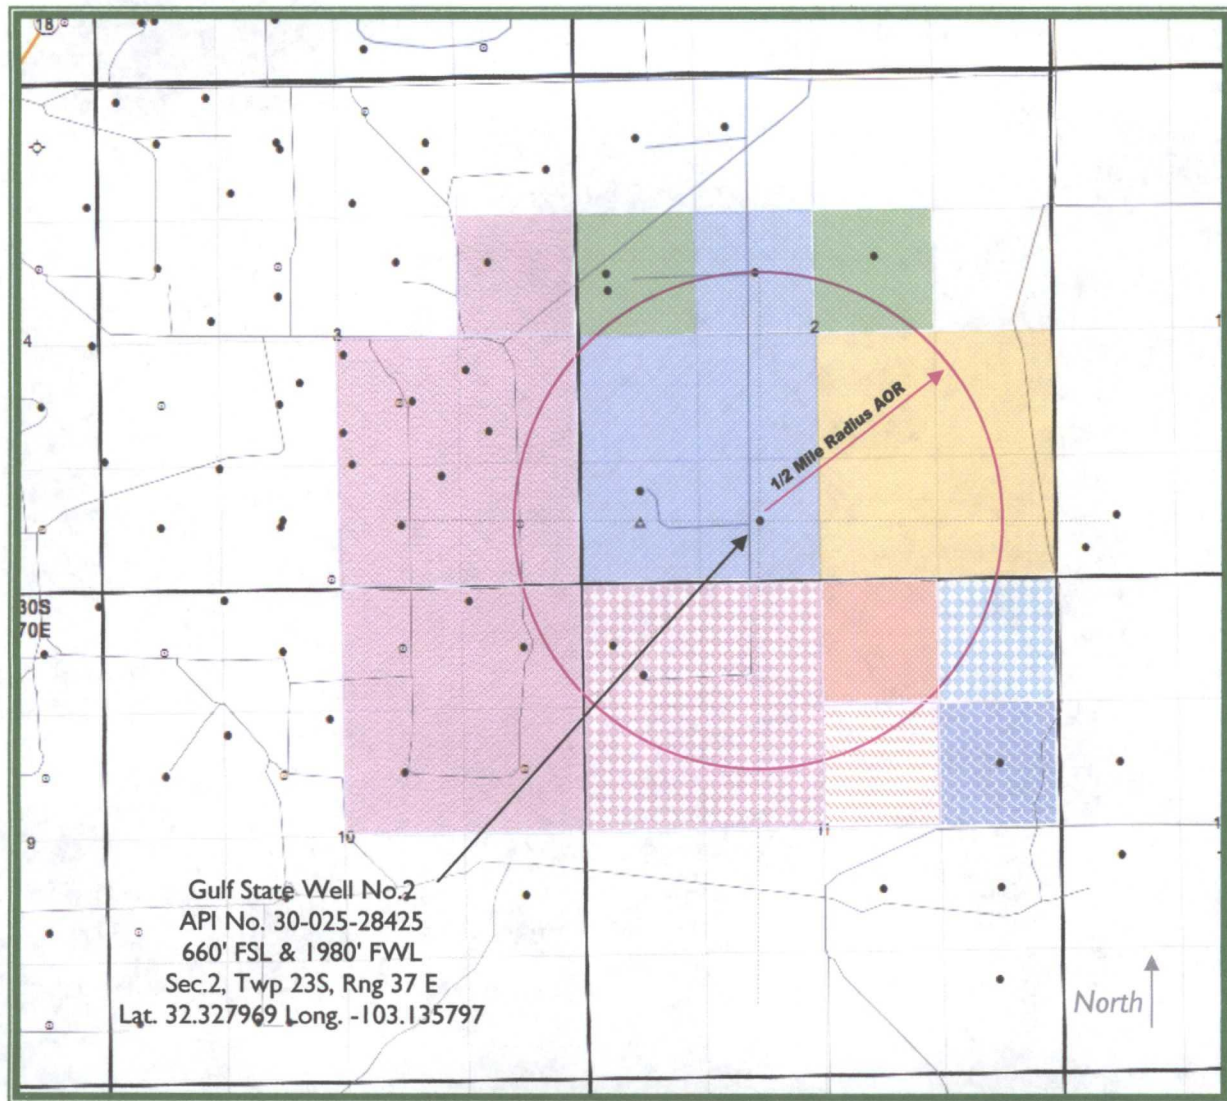 18
3
2
4
1
1/2 Mile Radius AOR
30S
70E
10
11
9
1
Gulf State Well No.2
API No. 30-025-28425
660' FSL & 1980' FWL
Sec.2, Twp 23S, Rng 37 E
Lat. 32.327969 Long. -103.135797
North